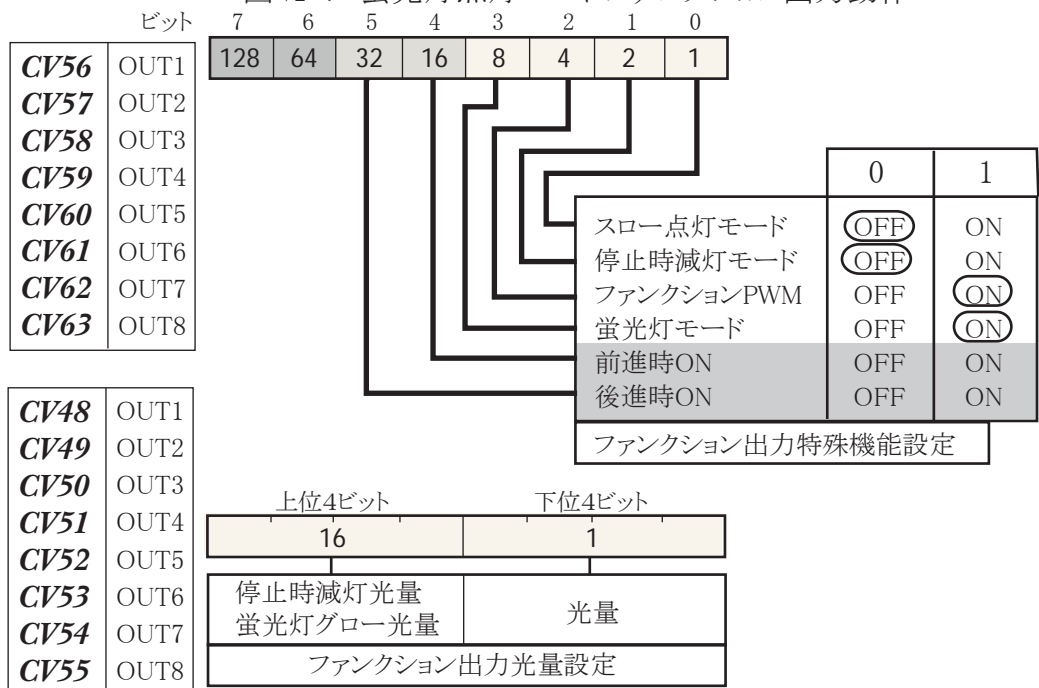 ビット 7 6 5 4 3 2 1 0
128 64 32 16 8 4 2 1
CV56 OUT1
CV57 OUT2
CV58 OUT3
CV59 OUT4
CV60 OUT5
CV61 OUT6
CV62 OUT7
CV63 OUT8
0 1
スロー点灯モード OFF ON
停止時減灯モード OFF ON
ファンクションPWM OFF ON
蛍光灯モード OFF ON
前進時ON OFF ON
後進時ON OFF ON
ファンクション出力特殊機能設定
CV48 OUT1
CV49 OUT2
CV50 OUT3
CV51 OUT4
CV52 OUT5
CV53 OUT6
CV54 OUT7
CV55 OUT8
上位4ビット 下位4ビット
16 1
停止時減灯光量
蛍光灯グロー光量
光量
ファンクション出力光量設定